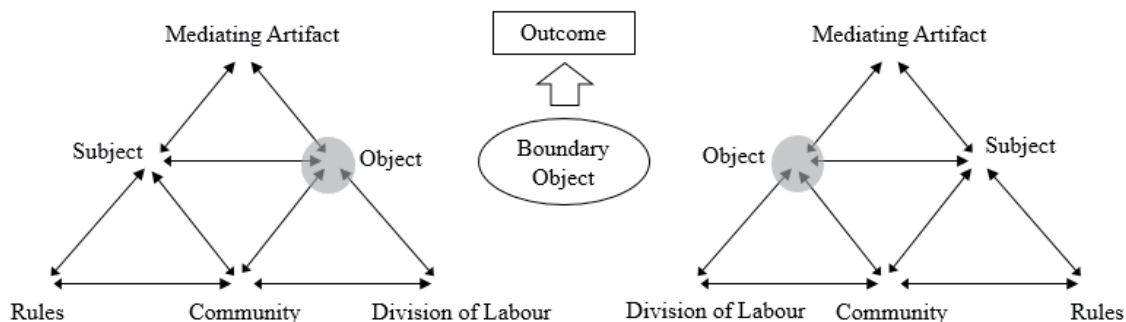 Mediating Artifact
Outcome
Mediating Artifact
Subject
Object
Boundary
Object
Object
Subject
Rules
Community
Division of Labour
Division of Labour
Community
Rules